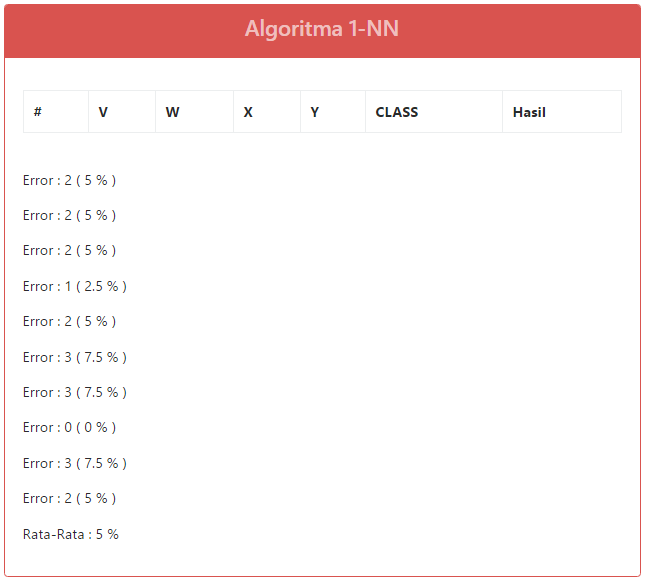 Algoritma 1-NN
# V W X Y CLASS Hasil
Error : 2 ( 5 % )
Error : 2 ( 5 % )
Error : 2 ( 5 % )
Error : 1 ( 2.5 % )
Error : 2 ( 5 % )
Error : 3 ( 7.5 % )
Error : 3 ( 7.5 % )
Error : 0 ( 0 % )
Error : 3 ( 7.5 % )
Error : 2 ( 5 % )
Rata-Rata : 5 %